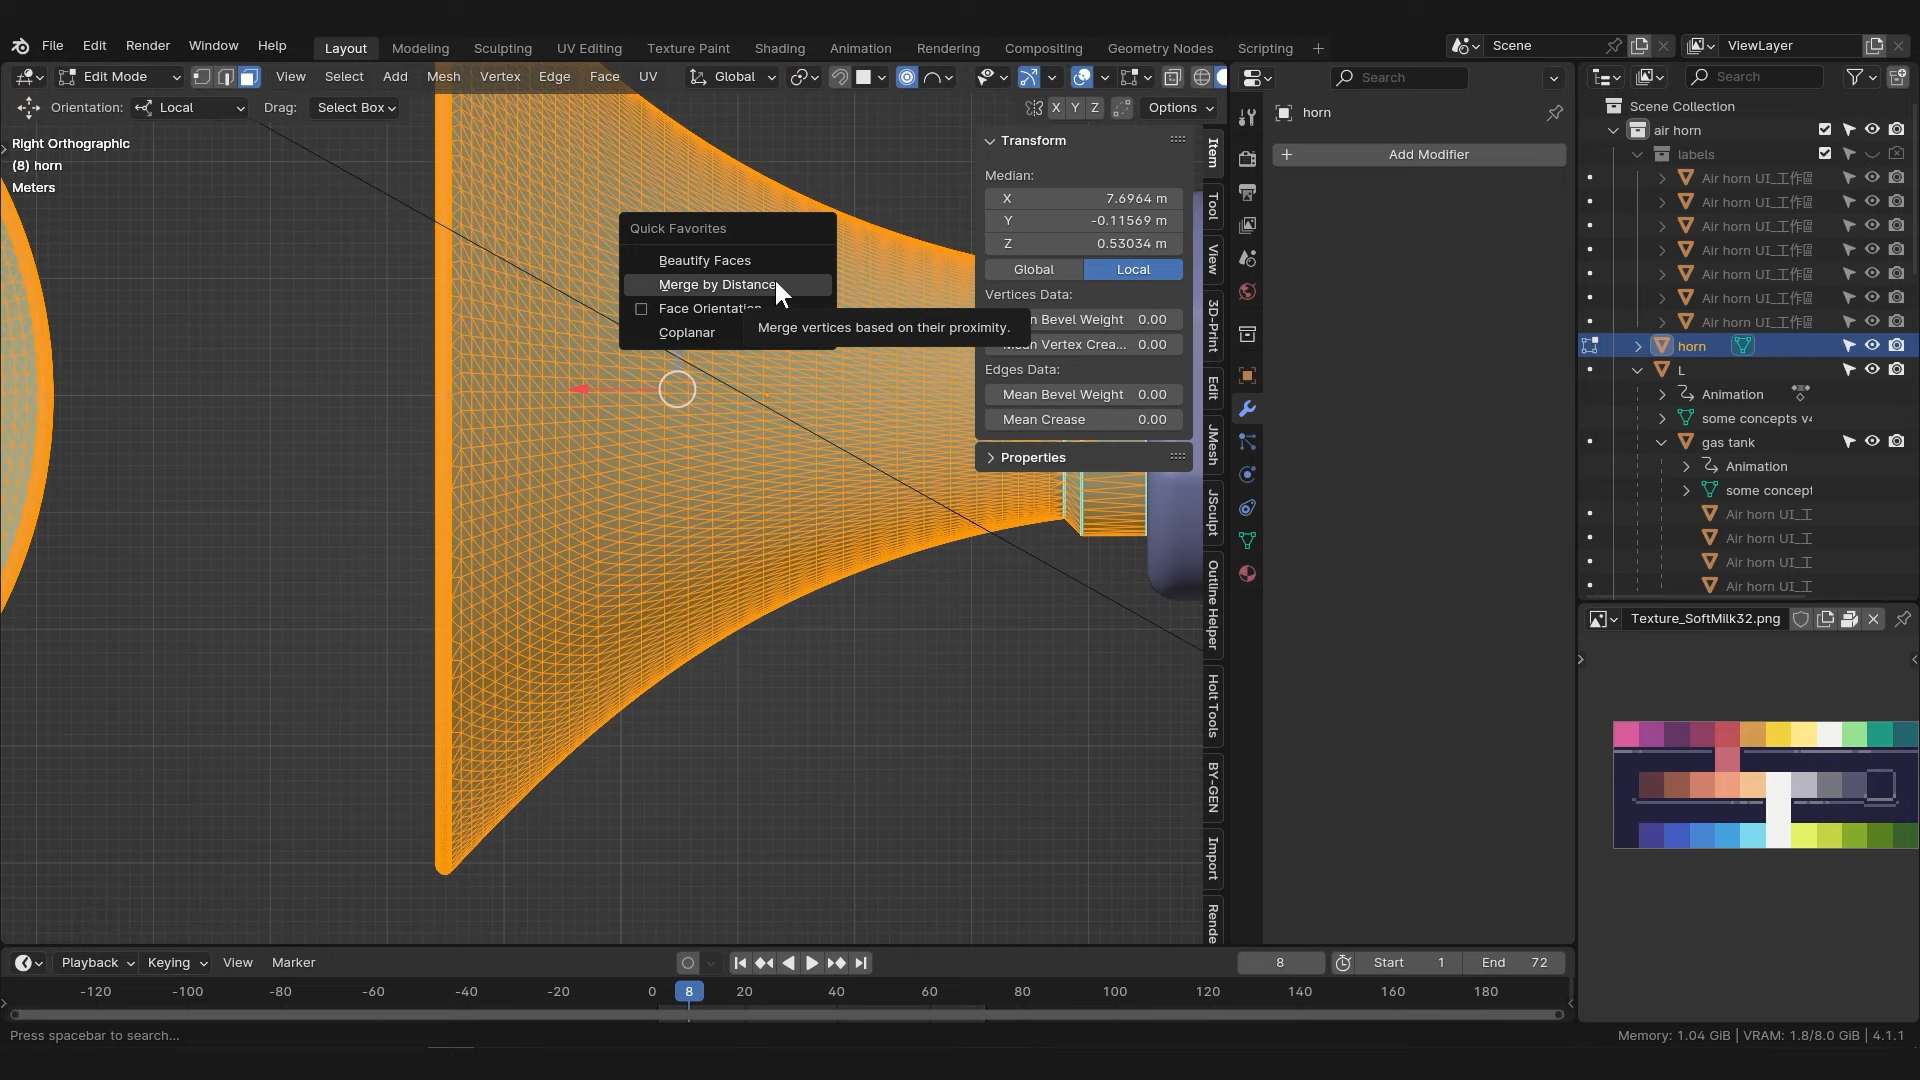 File Edit Render Window Help Layout Modeling Sculpting UV Editing Texture Paint Shading Animation Rendering Compositing Geometry Nodes Scripting + Scene ViewLayer
Edit Mode View Select Add Mesh Vertex Edge Face UV Global Search Search
Orientation: Local Drag: Select Box X Y Z Options
Right Orthographic
(8) horn
Meters
Transform
Median:
X 7.6964 m
Y -0.11569 m
Z 0.53034 m
Global Local
Vertices Data:
n Bevel Weight 0.00
Mean Vertex Crea... 0.00
Edges Data:
Mean Bevel Weight 0.00
Mean Crease 0.00
Properties
Quick Favorites
Beautify Faces
Merge by Distance
Face Orientation
Coplanar
Merge vertices based on their proximity.
Item
Tool
View
3D-Print
Edit
JMesh
JSculpt
Outline Helper
Holt Tools
BY-GEN
Import
Rende
horn
+ Add Modifier
Scene Collection
air horn
labels
Air horn UI_工作區
Air horn UI_工作區
Air horn UI_工作區
Air horn UI_工作區
Air horn UI_工作區
Air horn UI_工作區
Air horn UI_工作區
horn
L
Animation
some concepts v4
gas tank
Animation
some concept
Air horn UI_工
Air horn UI_工
Air horn UI_工
Air horn UI_工
Texture_SoftMilk32.png
Playback Keying View Marker 8 Start 1 End 72
-120 -100 -80 -60 -40 -20 0 8 20 40 60 80 100 120 140 160 180
Press spacebar to search... Memory: 1.04 GiB | VRAM: 1.8/8.0 GiB | 4.1.1